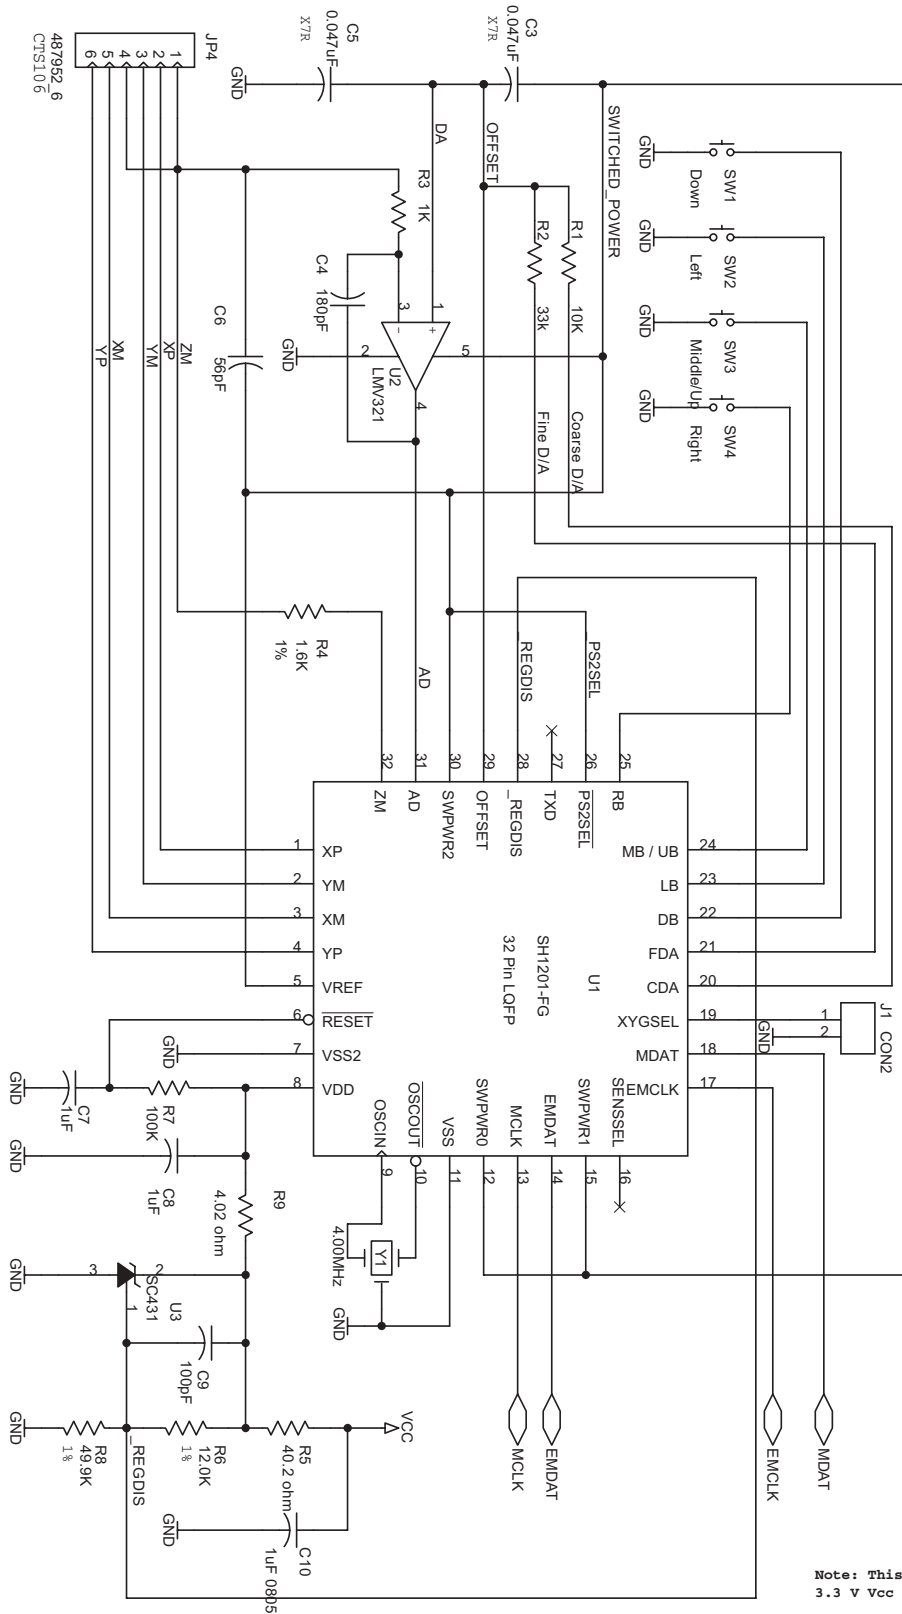 JP4
1
2
3
4
5
6
487952_6
CTS106
GND
C5
0.047uF
X7R
C3
0.047uF
X7R
DA
OFFSET
SWITCHED_POWER
GND
SW1
Down
GND
SW2
Left
GND
SW3
Middle/Up
GND
SW4
Right
R3 1K
R2
33k
R1
10K
Fine D/A
Coarse D/A
C4
180pF
GND
C6
56pF
3
1
2
5
4
-
+
U2
LMV321
ZM
XP
YM
XM
YP
R4
1.6K
1%
AD
_REGDIS
_PS2SEL
32
31
30
29
28
27
26
25
ZM
AD
SWPWR2
OFFSET
_REGDIS
TXD
PS2SEL
RB
1
2
3
4
5
6
7
8
XP
YM
XM
YP
VREF
RESET
VSS2
VDD
U1
SH1201-FG
32 Pin LQFP
MB / UB
LB
DB
FDA
CDA
XYGSEL
MDAT
EMCLK
24
23
22
21
20
19
18
17
OSCIN
OSCOUT
VSS
SWPWR0
MCLK
EMDAT
SWPWR1
SENSSEL
9
10
11
12
13
14
15
16
J1 CON2
1
2
GND
GND
GND
C7
1uF
R7
100K
GND
C8
1uF
R9
4.02 ohm
Y1
4.00MHz
GND
GND
3
2
1
SC431
U3
C9
100pF
GND
R8
49.9K
1%
_REGDIS
R6
12.0K
1%
R5
40.2 ohm
VCC
GND
C10
1uF 0805
MCLK
EMDAT
EMCLK
MDAT
Note: This
3.3 V Vcc